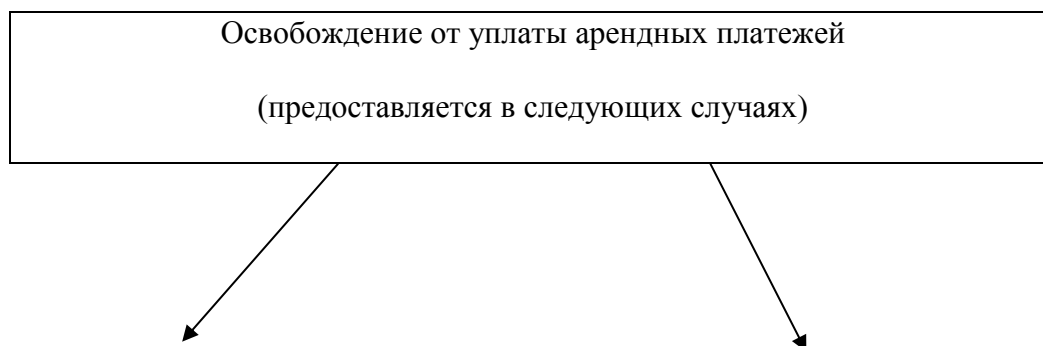 Освобождение от уплаты арендных платежей
(предоставляется в следующих случаях)